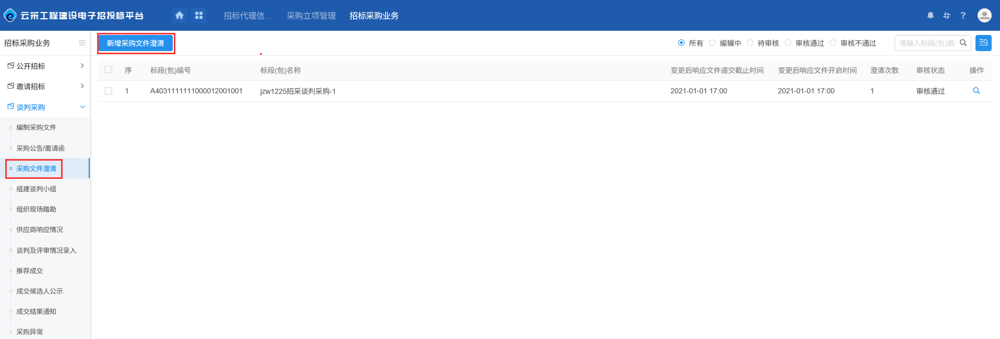 云采工程建设电子招投标平台
招标代理信...
采购立项管理
招标采购业务
?
招标采购业务
新增采购文件澄清
所有
编辑中
待审核
审核通过
审核不通过
请输入标段(包)编
公开招标
邀请招标
谈判采购
编制采购文件
采购公告/邀请函
采购文件澄清
组建谈判小组
组织现场踏勘
供应商响应情况
谈判及评审情况录入
推荐成交
成交候选人公示
成交结果通知
采购异常
序 标段(包)编号 标段(包)名称 变更后响应文件递交截止时间 变更后响应文件开启时间 澄清次数 审核状态 操作
1 A4031111111000012001001 jzw1225招采谈判采购-1 2021-01-01 17:00 2021-01-01 17:00 1 审核通过